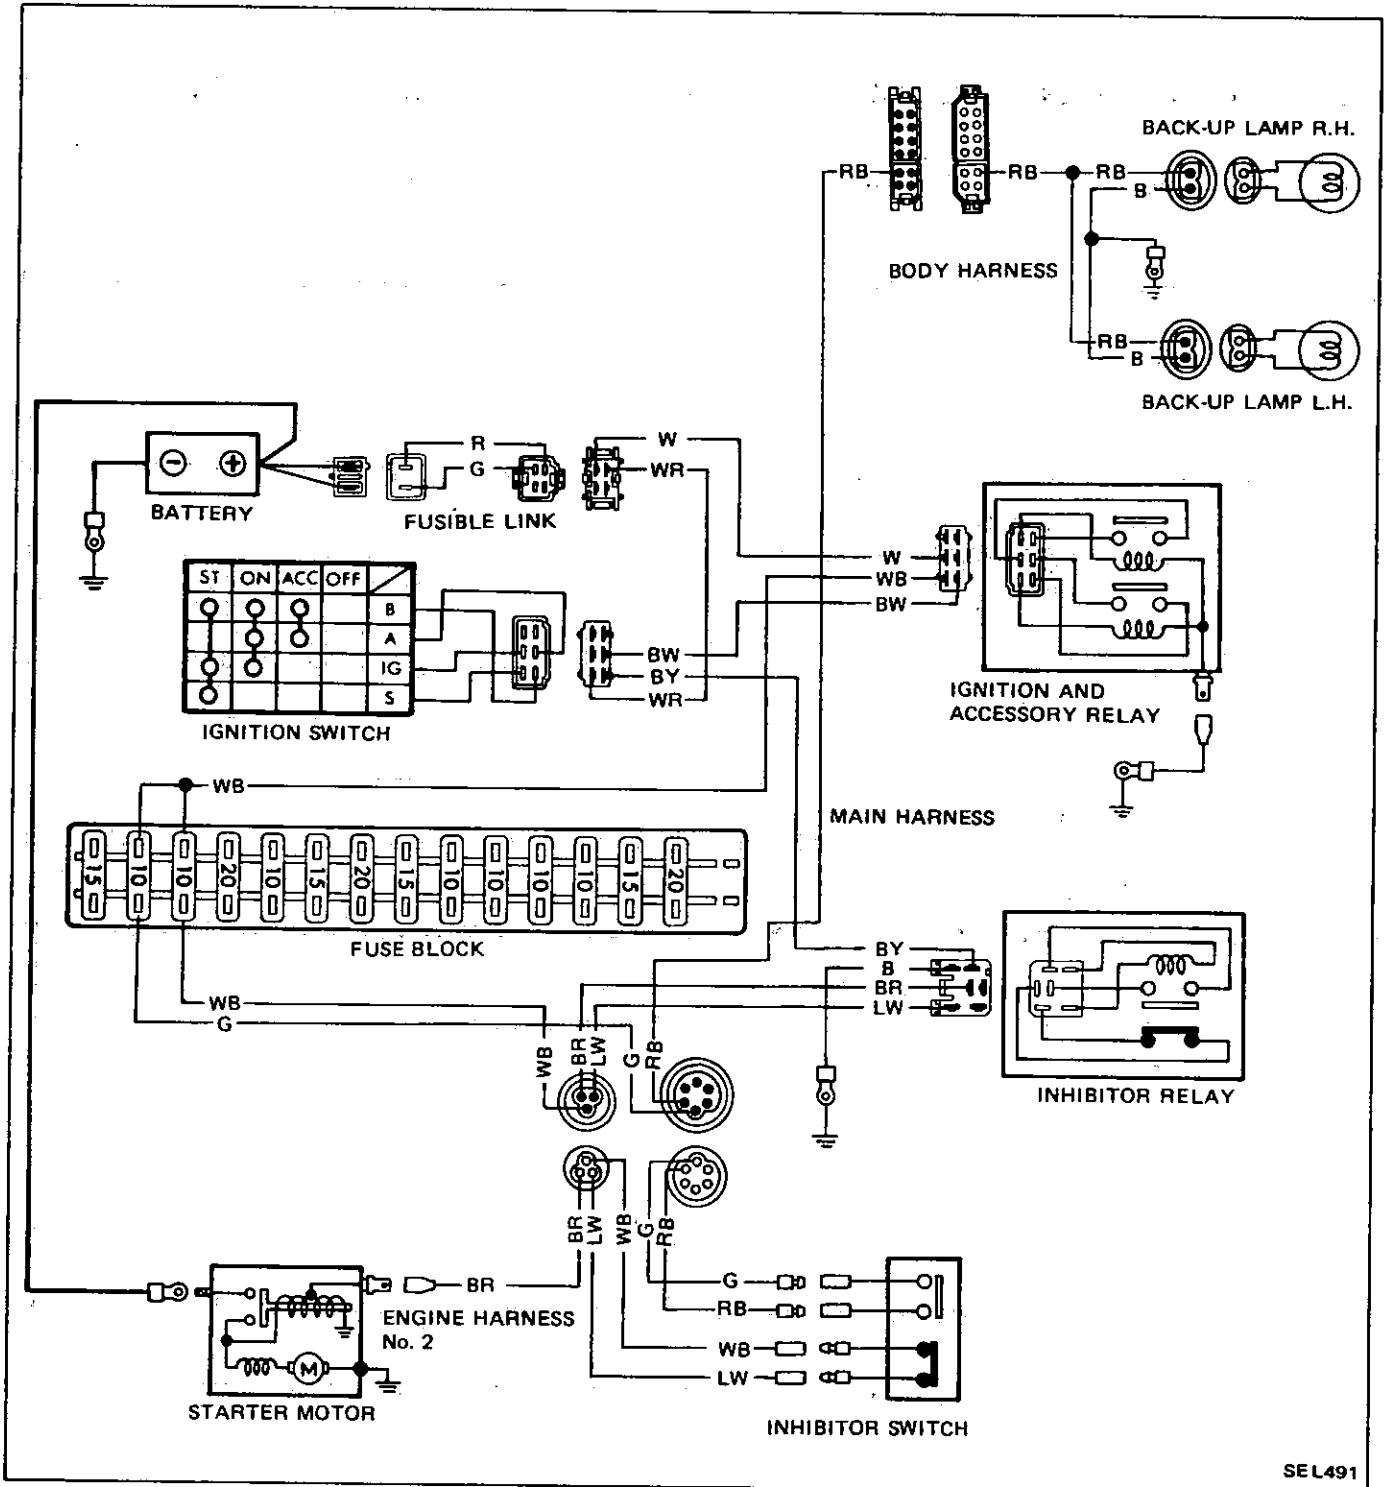 BACK-UP LAMP R.H.
RB
RB
RB
B
BODY HARNESS
RB
B
BACK-UP LAMP L.H.
R
G
W
WR
BATTERY
FUSIBLE LINK
W
WB
BW
ST ON ACC OFF
B
A
IG
S
BW
BY
WR
IGNITION SWITCH
IGNITION AND
ACCESSORY RELAY
WB
MAIN HARNESS
15 10 10 20 10 15 20 15 10 10 10 10 15 20
FUSE BLOCK
BY
B
BR
LW
WB
G
WB
BR
LW
G
RB
INHIBITOR RELAY
BR
LW
WB
G
RB
BR
G
RB
WB
LW
ENGINE HARNESS
No. 2
M
STARTER MOTOR
INHIBITOR SWITCH
SEL491